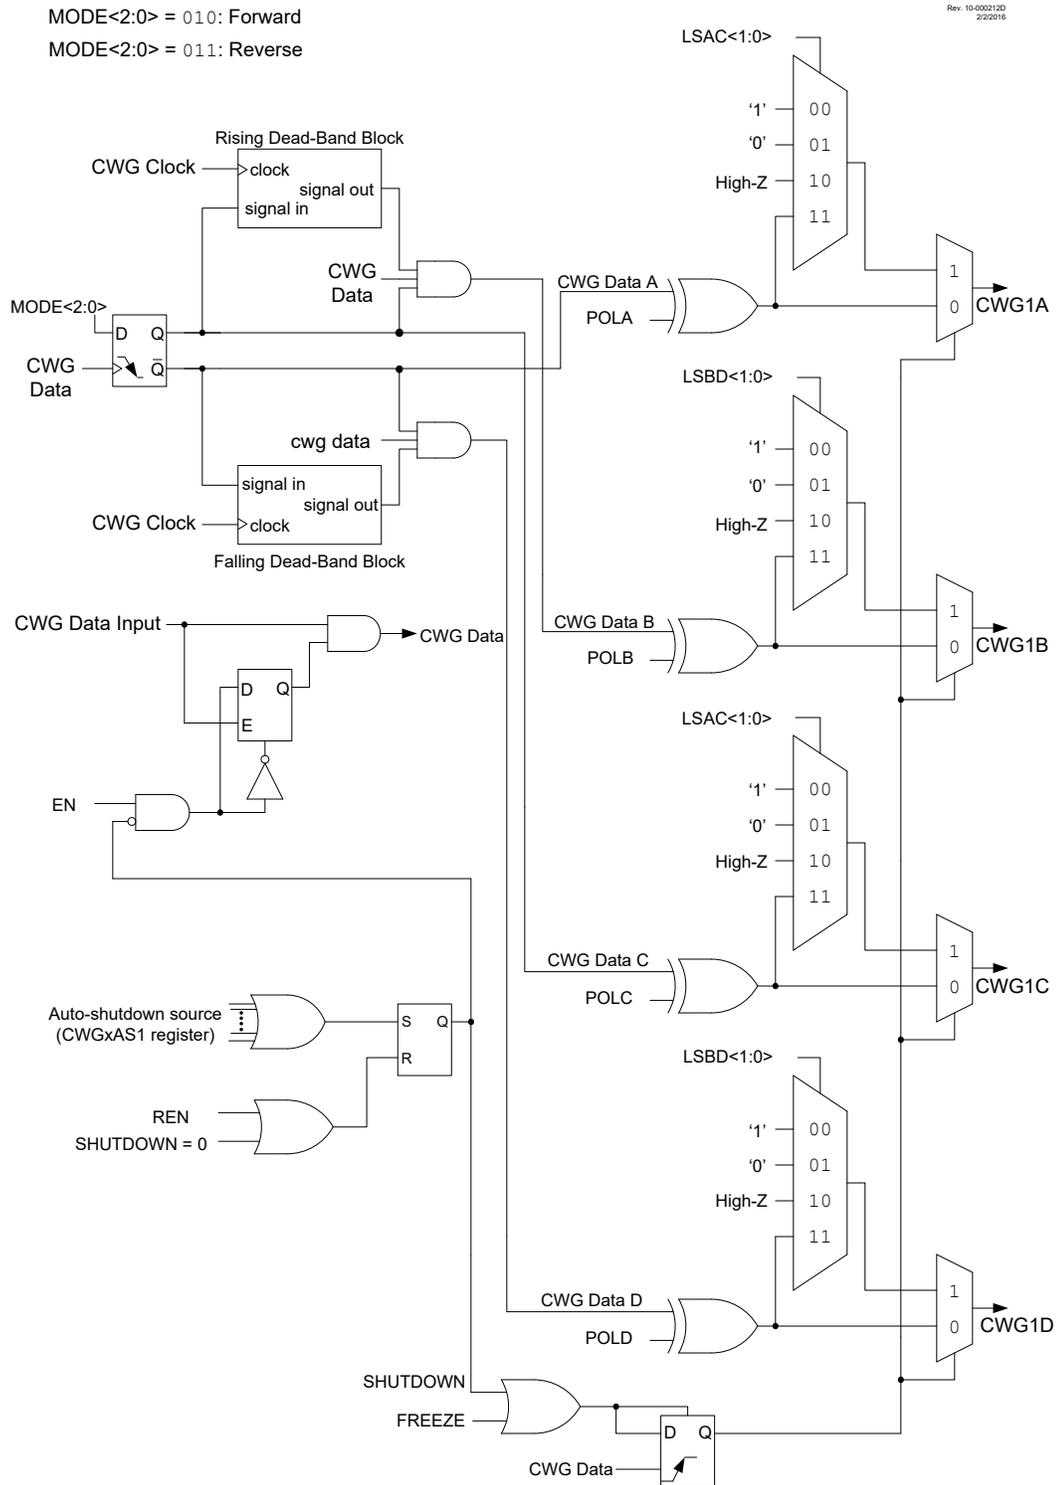 MODE<2:0> = 010: Forward
MODE<2:0> = 011: Reverse
Rev. 10-000212D
2/2/2016
Rising Dead-Band Block
CWG Clock
clock
signal out
signal in
CWG
Data
MODE<2:0>
D
Q
CWG
Data
Q
cwg data
signal in
signal out
CWG Clock
clock
Falling Dead-Band Block
CWG Data Input
CWG Data
D
Q
E
EN
Auto-shutdown source
(CWGxAS1 register)
S
Q
R
REN
SHUTDOWN = 0
SHUTDOWN
FREEZE
D
Q
CWG Data
LSAC<1:0>
'1'
00
'0'
01
High-Z
10
11
CWG Data A
POLA
1
0
CWG1A
LSBD<1:0>
'1'
00
'0'
01
High-Z
10
11
CWG Data B
POLB
1
0
CWG1B
LSAC<1:0>
'1'
00
'0'
01
High-Z
10
11
CWG Data C
POLC
1
0
CWG1C
LSBD<1:0>
'1'
00
'0'
01
High-Z
10
11
CWG Data D
POLD
1
0
CWG1D